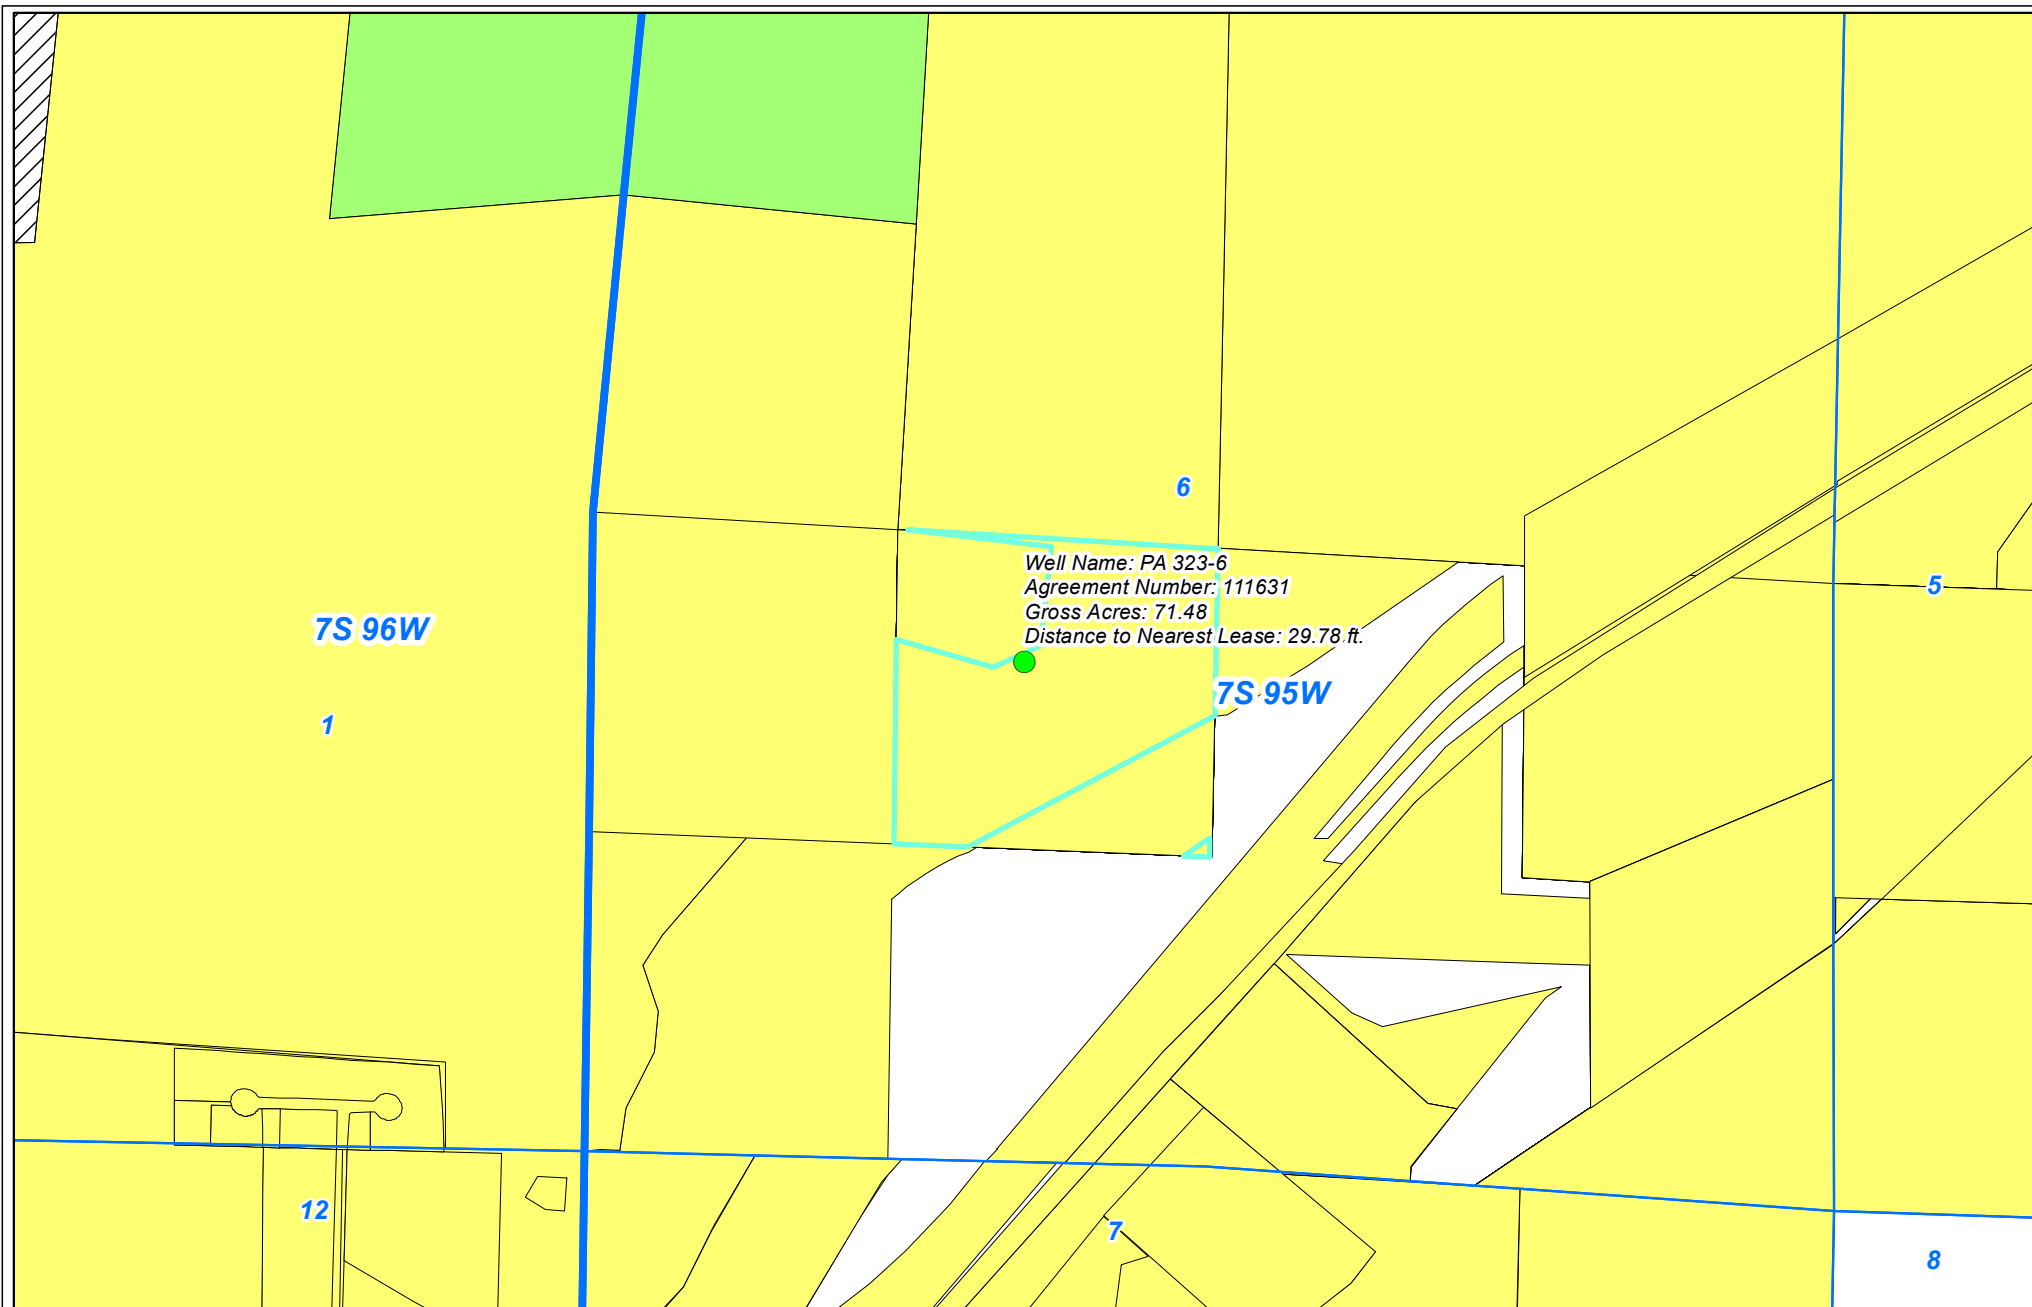 6
Well Name: PA 323-6
Agreement Number: 111631
Gross Acres: 71.48
Distance to Nearest Lease: 29.78 ft.
5
7S 96W
7S 95W
1
12
7
8